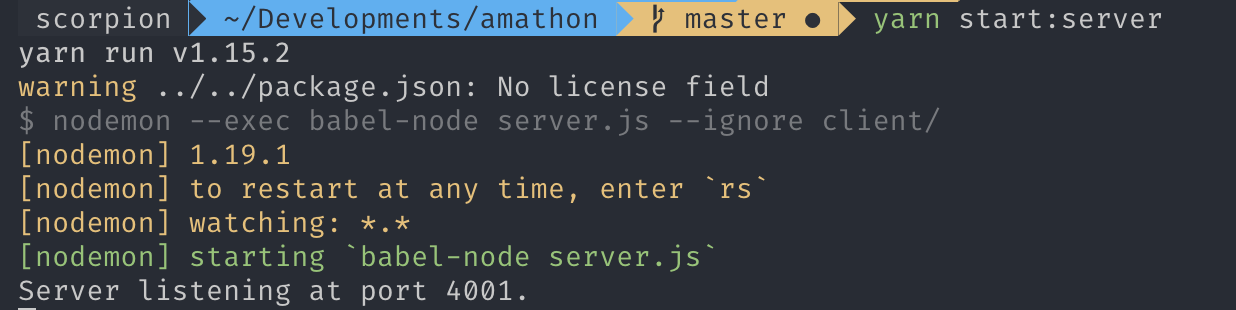 scorpion ~/Developments/amathon master ● yarn start:server
yarn run v1.15.2
warning ../../package.json: No license field
$ nodemon --exec babel-node server.js --ignore client/
[nodemon] 1.19.1
[nodemon] to restart at any time, enter `rs`
[nodemon] watching: *.*
[nodemon] starting `babel-node server.js`
Server listening at port 4001.